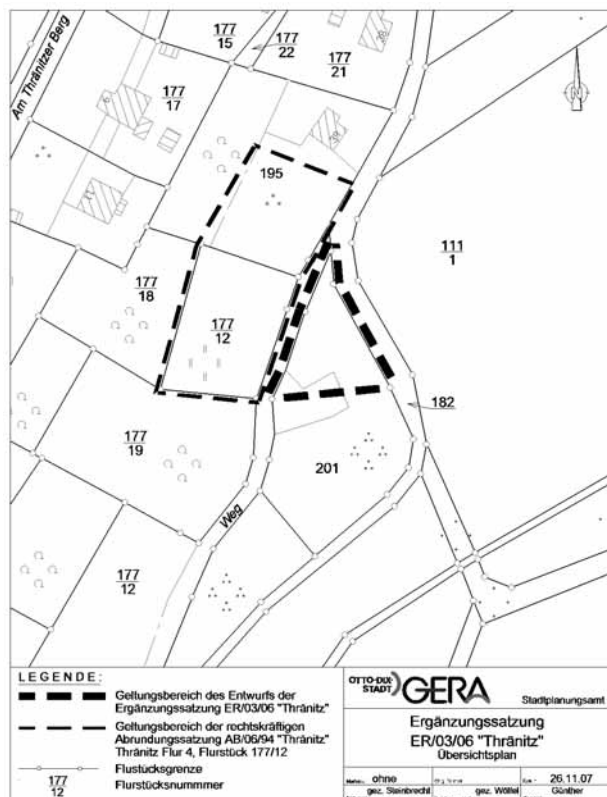 Am Thränitzer Berg
177
15
177
22
177
21
177
17
195
111
1
177
18
177
12
182
177
19
201
Weg
177
12
LEGENDE:
Geltungsbereich des Entwurfs der
Ergänzungssatzung ER/03/06 "Thränitz"
Geltungsbereich der rechtskräftigen
Abrundungssatzung AB/06/94 "Thränitz"
Thränitz Flur 4, Flurstück 177/12
Flustücksgrenze
177
12
Flurstücksnummmer
OTTO-DIX-
STADT
GERA
Stadtplanungsamt
Ergänzungssatzung
ER/03/06 "Thränitz"
Übersichtsplan
ohne
26.11.07
gez. Steinbrecht
gez. Wölfel
Günther